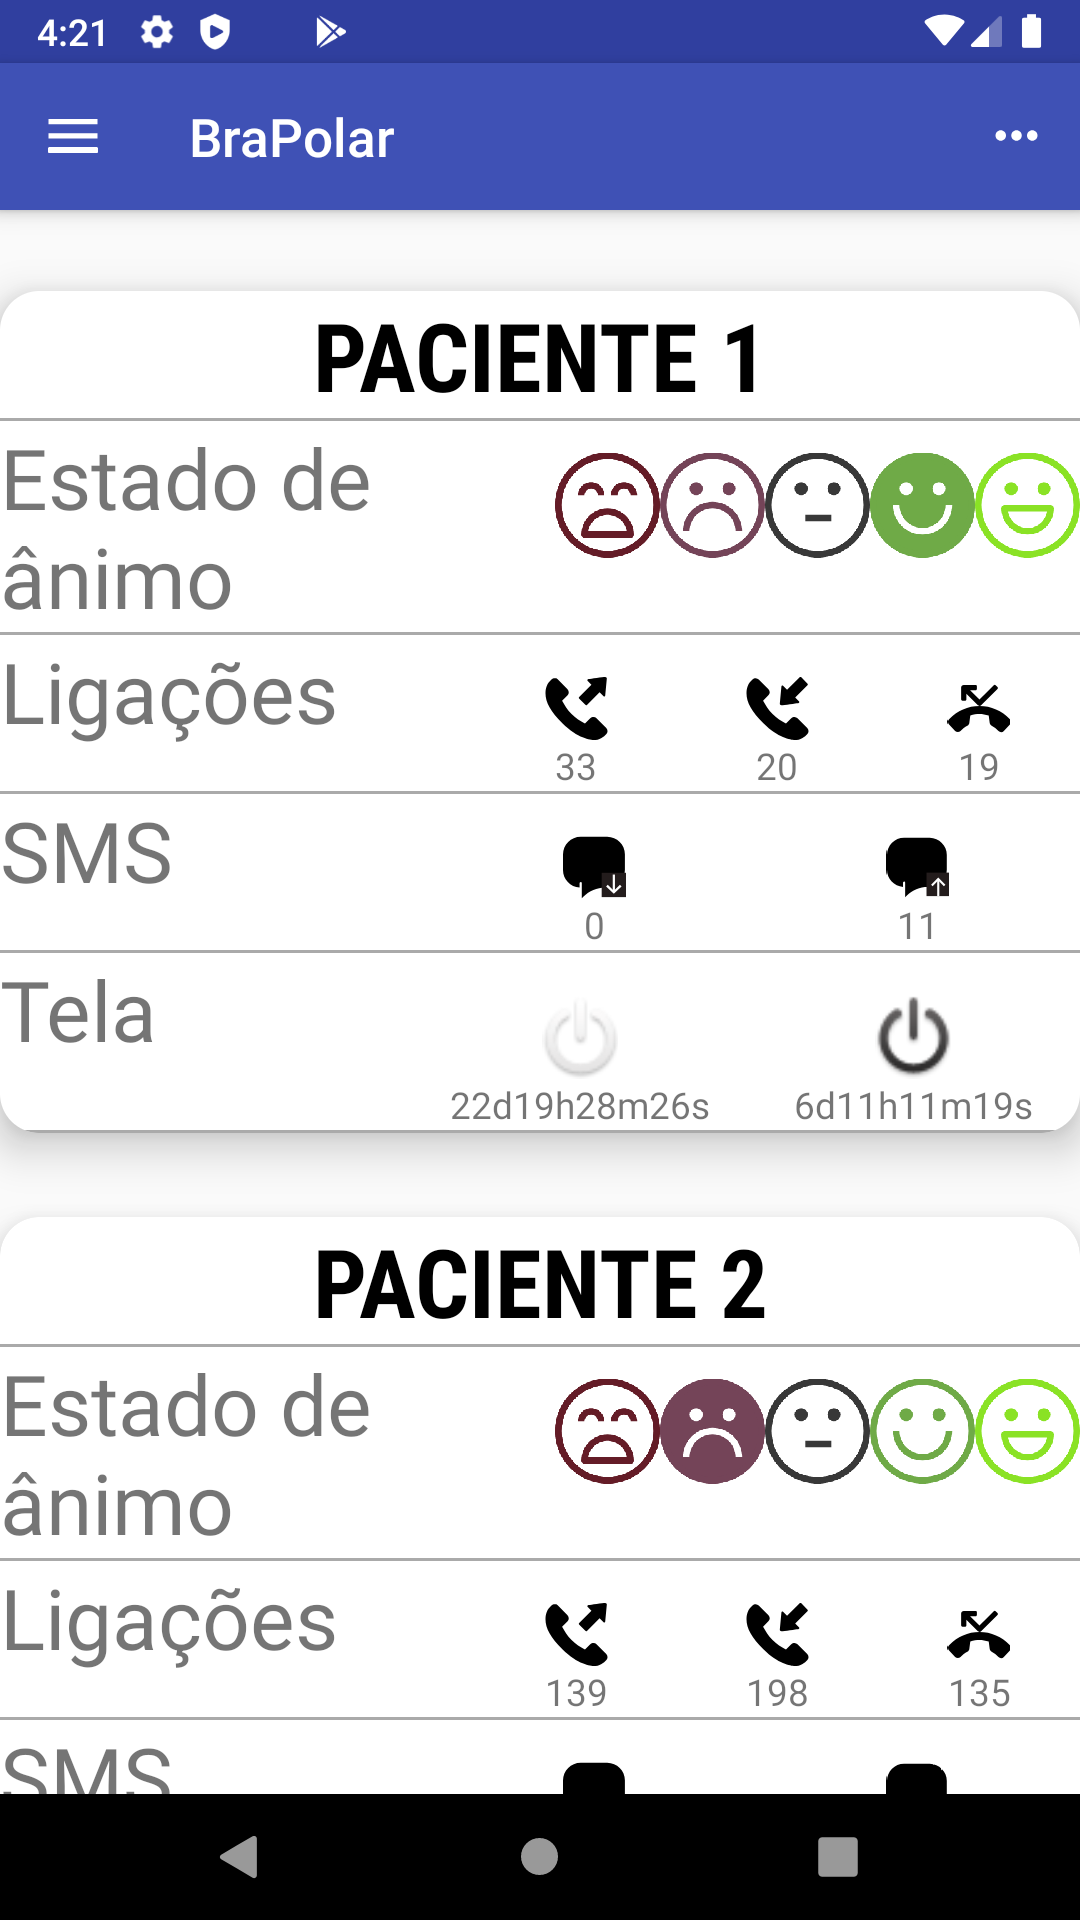 4:21
BraPolar
PACIENTE 1
Estado de
ânimo
Ligações
33 20 19
SMS
0 11
Tela
22d19h28m26s 6d11h11m19s
PACIENTE 2
Estado de
ânimo
Ligações
139 198 135
SMS